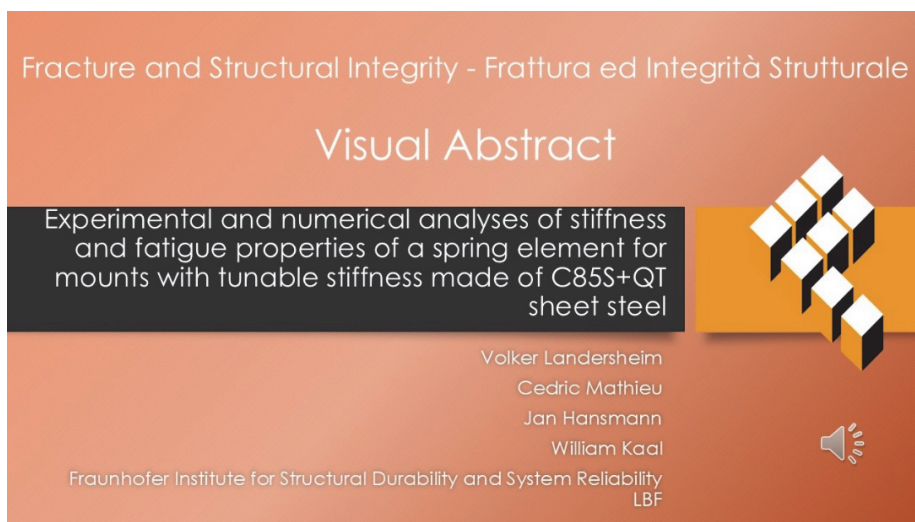 Fracture and Structural Integrity - Frattura ed Integrità Strutturale
Visual Abstract
Experimental and numerical analyses of stiffness
and fatigue properties of a spring element for
mounts with tunable stiffness made of C85S+QT
sheet steel
Volker Landersheim
Cedric Mathieu
Jan Hansmann
William Kaal
Fraunhofer Institute for Structural Durability and System Reliability
LBF